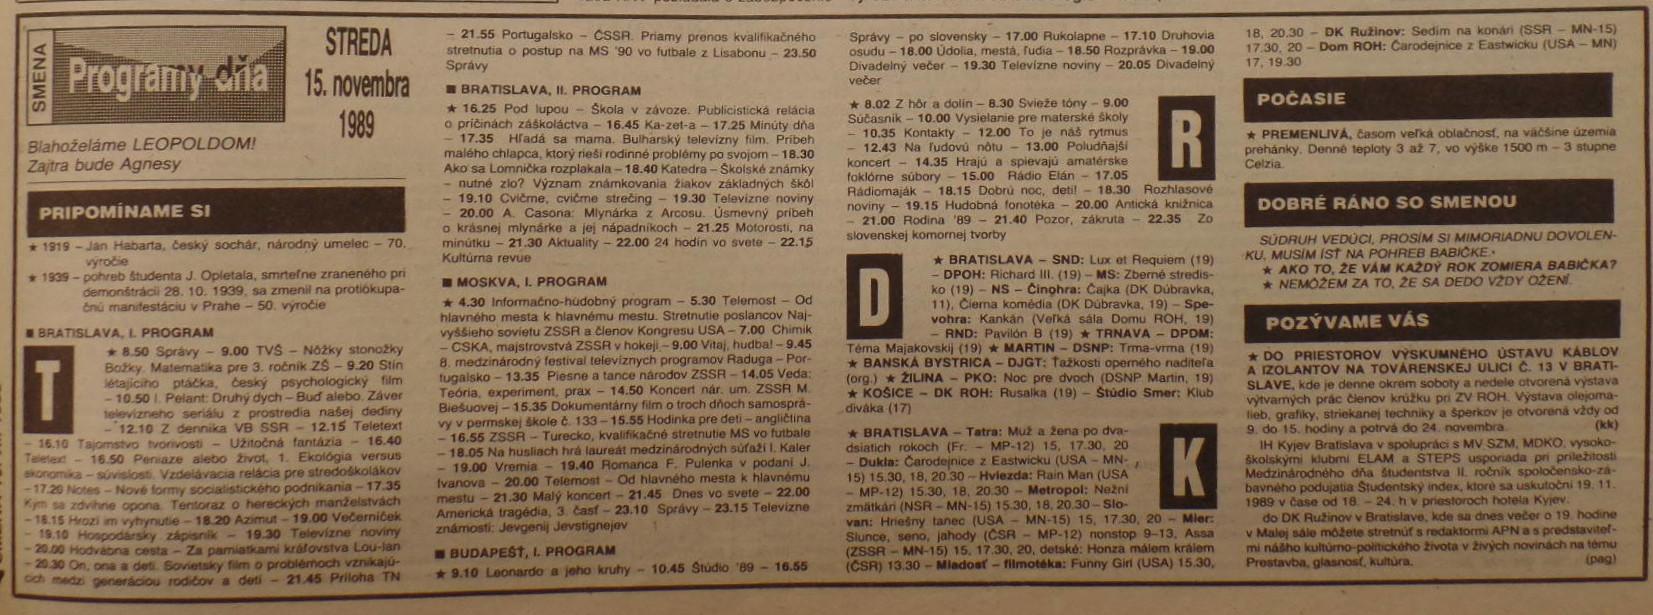 SMENA
Programy dňa
STREDA
15. novembra
1989
Blahoželáme LEOPOLDOM!
Zajtra bude Agnesy
PRIPOMÍNAME SI
★ 1919 – Jan Habarta, český sochár, národný umelec – 70.
výročie
★ 1939 – pohreb študenta J. Opletala, smrteľne zraneného pri
demonštrácii 28. 10. 1939, sa zmenil na protiokupač-
čnú manifestáciu v Prahe – 50. výročie
■ BRATISLAVA, I. PROGRAM
T
★ 8.50 Správy – 9.00 TVŠ – Nôžky stonožky
Božky. Matematika pre 3. ročník ZŠ – 9.20 Stín
létajícího ptáčka, český psychologický film
– 10.50 I. Pelant: Druhý dych – Buď alebo. Záver
televízneho seriálu z prostredia našej dediny
– 12.10 Z denníka VB SSR – 12.15 Teletext
– 16.10 Tajomstvo tvorivosti – Užitočná fantázia – 16.40
Teletext – 16.50 Peniaze alebo život, 1. Ekológia versus
ekonomika – súvislosti. Vzdelávacia relácia pre stredoškolákov
– 17.20 Notes – Nové formy socialistického podnikania – 17.35
Kým sa zdvihne opona. Tentoraz o hereckých manželstvách
– 18.15 Hrozí im vyhynutie – 18.20 Azimut – 19.00 Večerníček
– 19.10 Hospodársky zápisník – 19.30 Televízne noviny
– 20.00 Hodvábna cesta – Za pamiatkami kráľovstva Lou-lan
– 20.30 On, ona a deti. Sovietsky film o problémoch vznikajú-
cich medzi generáciou rodičov a detí – 21.45 Príloha TN
– 21.55 Portugalsko – ČSSR. Priamy prenos kvalifikačného
stretnutia o postup na MS '90 vo futbale z Lisabonu – 23.50
Správy
■ BRATISLAVA, II. PROGRAM
★ 16.25 Pod lupou – Škola v závoze. Publicistická relácia
o príčinách záškoláctva – 16.45 Ka-zet-a – 17.25 Minúty dňa
– 17.35 Hľadá sa mama. Bulharský televízny film. Príbeh
malého chlapca, ktorý rieši rodinné problémy po svojom – 18.30
Ako sa Lomnička rozplakala – 18.40 Katedra – Školské známky
– nutné zlo? Význam známkovania žiakov základných škôl
– 19.10 Cvičme, cvičme strečing – 19.30 Televízne noviny
– 20.00 A. Casona: Mlynárka z Arcosu. Úsmevný príbeh
o krásnej mlynárke a jej nápadníkoch – 21.25 Motorosti, na
minútku – 21.30 Aktuality – 22.00 24 hodín vo svete – 22.15
Kultúrna revue
■ MOSKVA, I. PROGRAM
★ 4.30 Informačno-hudobný program – 5.30 Telemost – Od
hlavného mesta k hlavnému mestu. Stretnutie poslancov Naj-
vyššieho sovietu ZSSR a členov Kongresu USA – 7.00 Chimik
– CSKA, majstrovstvá ZSSR v hokeji – 9.00 Vitaj, hudba! – 9.45
8. medzinárodný festival televíznych programov Raduga – Por-
tugalsko – 13.35 Piesne a tance národov ZSSR – 14.05 Veda:
Teória, experiment, prax – 14.50 Koncert nár. um. ZSSR M.
Biešuovej – 15.35 Dokumentárny film o troch dňoch samosprá-
vy v permskej škole č. 133 – 15.55 Hodinka pre deti – angličtina
– 16.55 ZSSR – Turecko, kvalifikačné stretnutie MS vo futbale
– 18.05 Na husliach hrá laureát medzinárodných súťaží I. Kaler
– 19.00 Vremia – 19.40 Romanca F. Pulenka v podaní J.
Ivanova – 20.00 Telemost – Od hlavného mesta k hlavnému
mestu – 21.30 Malý koncert – 21.45 Dnes vo svete – 22.00
Americká tragédia, 3. časť – 23.10 Správy – 23.15 Televízne
známosti: Jevgenij Jevstignejev
■ BUDAPEŠŤ, I. PROGRAM
★ 9.10 Leonardo a jeho kruhy – 10.45 Štúdio '89 – 16.55
Správy – po slovensky – 17.00 Rukolapne – 17.10 Druhovia
osudu – 18.00 Údolia, mestá, ľudia – 18.50 Rozprávka – 19.00
Divadelný večer – 19.30 Televízne noviny – 20.05 Divadelný
večer
R
★ 8.02 Z hôr a dolín – 8.30 Svieže tóny – 9.00
Súčasník – 10.00 Vysielanie pre materské školy
– 10.35 Kontakty – 12.00 To je náš rytmus
– 12.43 Na ľudovú nôtu – 13.00 Poludňajší
koncert – 14.35 Hrajú a spievajú amatérske
foklórne súbory – 15.00 Rádio Elán – 17.05
Rádiomaják – 18.15 Dobrú noc, deti! – 18.30 Rozhlasové
noviny – 19.15 Hudobná fonotéka – 20.00 Antická knižnica
– 21.00 Rodina '89 – 21.40 Pozor, zákruta – 22.35 Zo
slovenskej komornej tvorby
D
★ BRATISLAVA – SND: Lux et Requiem (19)
– DPOH: Richard III. (19) – MS: Zberné stredis-
ko (19) – NS – Činghra: Čajka (DK Dúbravka,
11), Čierna komédia (DK Dúbravka, 19) – Spe-
vohra: Kankán (Veľká sála Domu ROH, 19)
– RND: Pavilón B (19) ★ TRNAVA – DPDM:
Téma Majakovskij (19) ★ MARTIN – DSNP: Trma-vrma (19)
★ BANSKÁ BYSTRICA – DJGT: Ťažkosti operného naditeľa
(org.) ★ ŽILINA – PKO: Noc pre dvoch (DSNP Martin, 19)
★ KOŠICE – DK ROH: Rusalka (19) – Štúdio Smer: Klub
diváka (17)
K
★ BRATISLAVA – Tatra: Muž a žena po dva-
dsiatich rokoch (Fr. – MP-12) 15, 17.30, 20
– Dukla: Čarodejnice z Eastwicku (USA – MN-
15) 15.30, 18, 20.30 – Hviezda: Rain Man (USA
– MP-12) 15.30, 18, 20.30 – Metropol: Nežní
zmätkári (NSR – MN-15) 15.30, 18, 20.30 – Slo-
van: Hriešny tanec (USA – MN-15) 15, 17.30, 20 – Mier:
Slunce, seno, jahody (ČSR – MP-12) nonstop 9–13, Assa
(ZSSR – MN-15) 15, 17.30, 20, detské: Honza málem králem
(ČSR) 13.30 – Mladosť – filmotéka: Funny Girl (USA) 15.30,
18, 20.30 – DK Ružinov: Sedím na konári (SSR – MN-15)
17.30, 20 – Dom ROH: Čarodejnice z Eastwicku (USA – MN)
17, 19.30
POČASIE
★ PREMENLIVÁ, časom veľká oblačnosť, na väčšine územia
prehánky. Denné teploty 3 až 7, vo výške 1500 m – 3 stupne
Celzia.
DOBRÉ RÁNO SO SMENOU
SÚDRUH VEDÚCI, PROSÍM SI MIMORIADNU DOVOLEN-
KU, MUSÍM ÍSŤ NA POHREB BABIČKE.
★ AKO TO, ŽE VÁM KAŽDÝ ROK ZOMIERA BABIČKA?
★ NEMÔŽEM ZA TO, ŽE SA DEDO VŽDY OŽENÍ.
POZÝVAME VÁS
★ DO PRIESTOROV VÝSKUMNÉHO ÚSTAVU KÁBLOV
A IZOLANTOV NA TOVÁRENSKEJ ULICI Č. 13 V BRATI-
SLAVE, kde je denne okrem soboty a nedele otvorená výstava
výtvarných prác členov krúžku pri ZV ROH. Výstava olejoma-
lieb, grafiky, striekanej techniky a šperkov je otvorená vždy od
9. do 15. hodiny a potrvá do 24. novembra. (kk)
IH Kyjev Bratislava v spolupráci s MV SZM, MDKO, vysoko-
školskými klubmi ELAM a STEPS usporiada pri príležitosti
Medzinárodného dňa študentstva II. ročník spoločensko-zá-
bavného podujatia Študentský index, ktoré sa uskutoční 19. 11.
1989 v čase od 18. – 24. h v priestoroch hotela Kyjev.
do DK Ružinov v Bratislave, kde sa dnes večer o 19. hodine
v Malej sále môžete stretnúť s redaktormi APN a s predstaviteľ-
mi nášho kultúrno-politického života v živých novinách na tému
Prestavba, glasnosť, kultúra. (pag)